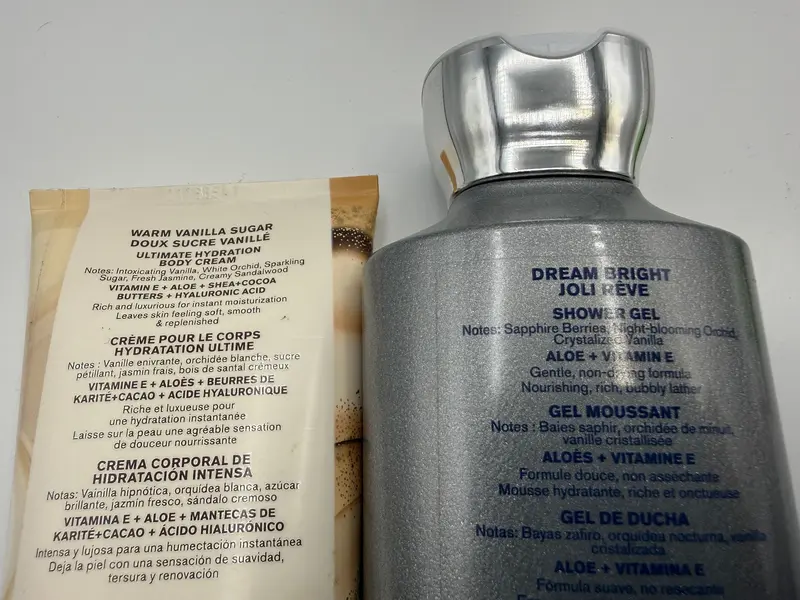 WARM VANILLA SUGAR
DOUX SUCRE VANILLÉ
ULTIMATE HYDRATION
BODY CREAM
Notes: Intoxicating Vanilla, White Orchid, Sparkling
Sugar, Fresh Jasmine, Creamy Sandalwood
VITAMIN E + ALOE + SHEA+COCOA
BUTTERS + HYALURONIC ACID
Rich and luxurious for instant moisturization
Leaves skin feeling soft, smooth
& replenished
CRÈME POUR LE CORPS
HYDRATATION ULTIME
Notes : Vanille enivrante, orchidée blanche, sucre
pétillant, jasmin frais, bois de santal crémeux
VITAMINE E + ALOÈS + BEURRES DE
KARITÉ+CACAO + ACIDE HYALURONIQUE
Riche et luxueuse pour
une hydratation instantanée
Laisse sur la peau une agréable sensation
de douceur nourrissante
CREMA CORPORAL DE
HIDRATACIÓN INTENSA
Notas: Vainilla hipnótica, orquídea blanca, azúcar
brillante, jazmín fresco, sándalo cremoso
VITAMINA E + ALOE + MANTECAS DE
KARITÉ+CACAO + ÁCIDO HIALURÓNICO
Intensa y lujosa para una humectación instantánea
Deja la piel con una sensación de suavidad,
tersura y renovación
DREAM BRIGHT
JOLI RÊVE
SHOWER GEL
Notes: Sapphire Berries, Night-blooming Orchid,
Crystalized Vanilla
ALOE + VITAMIN E
Gentle, non-drying formula
Nourishing, rich, bubbly lather
GEL MOUSSANT
Notes : Baies saphir, orchidée de minuit,
vanille cristallisée
ALOÈS + VITAMINE E
Formule douce, non asséchante
Mousse hydratante, riche et onctueuse
GEL DE DUCHA
Notas: Bayas zafiro, orquídea nocturna, vainilla
cristalizada
ALOE + VITAMINA E
Fórmula suave, no resecante